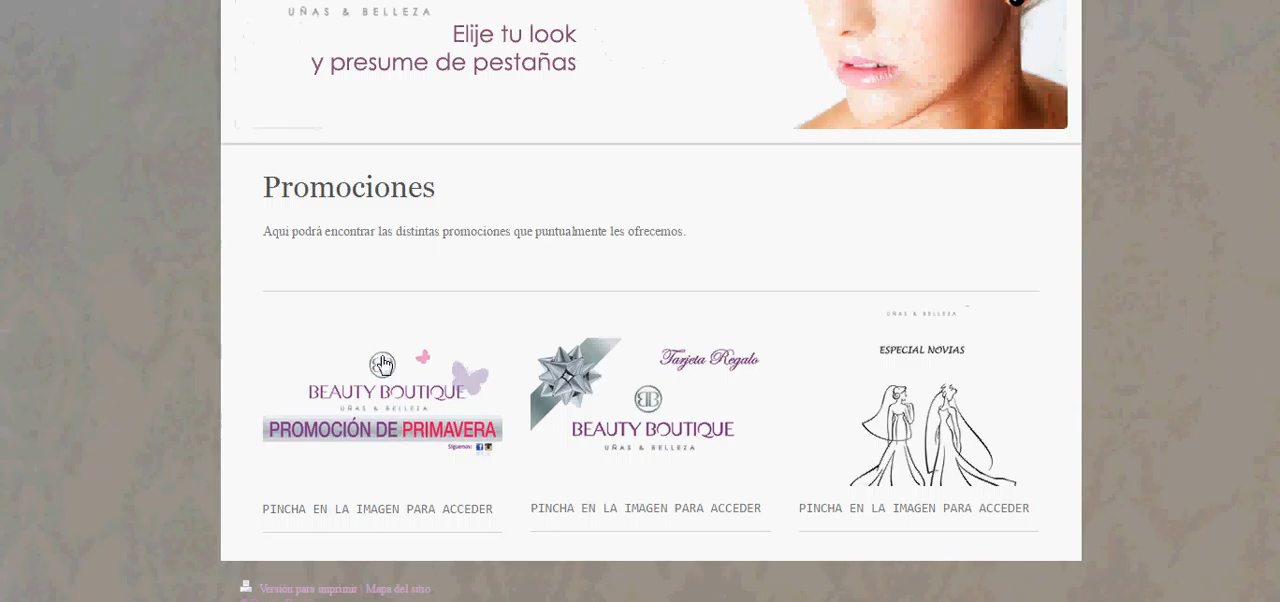 UÑAS & BELLEZA
Elije tu look
y presume de pestañas
Promociones
Aqui podrá encontrar las distintas promociones que puntualmente les ofrecemos.
BEAUTY BOUTIQUE
UÑAS & BELLEZA
PROMOCIÓN DE PRIMAVERA
Síguenos:
PINCHA EN LA IMAGEN PARA ACCEDER
Tarjeta Regalo
BB
BEAUTY BOUTIQUE
UÑAS & BELLEZA
PINCHA EN LA IMAGEN PARA ACCEDER
UÑAS & BELLEZA
ESPECIAL NOVIAS
PINCHA EN LA IMAGEN PARA ACCEDER
Versión para imprimir | Mapa del sitio